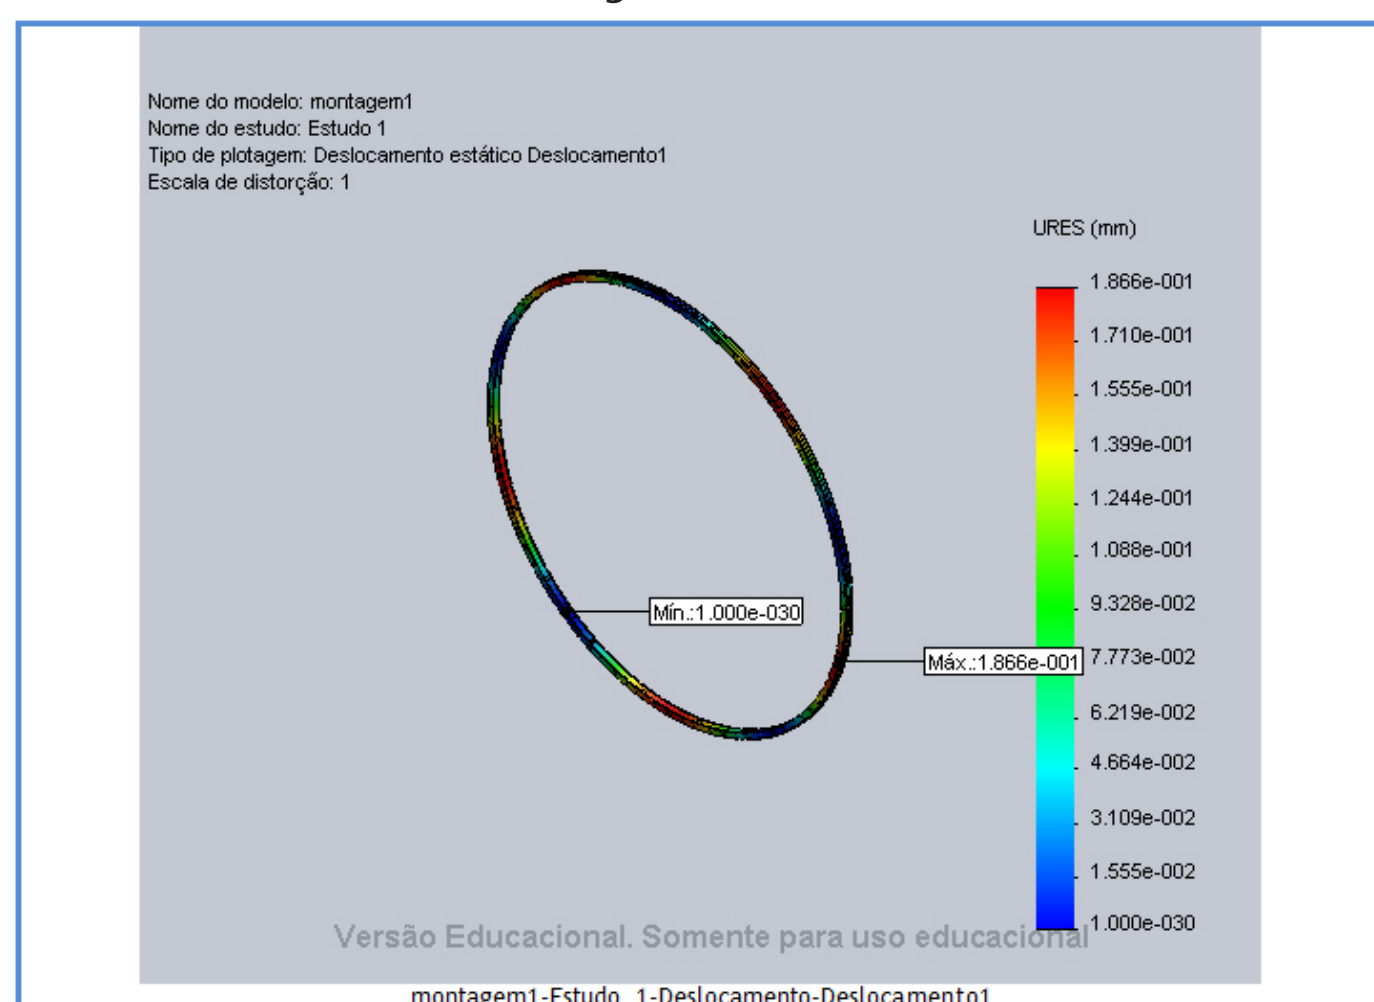 Nome do modelo: montagem1
Nome do estudo: Estudo 1
Tipo de plotagem: Deslocamento estático Deslocamento1
Escala de distorção: 1
URES (mm)
1.866e-001
1.710e-001
1.555e-001
1.399e-001
1.244e-001
1.088e-001
9.328e-002
7.773e-002
6.219e-002
4.664e-002
3.109e-002
1.555e-002
1.000e-030
Mín.:1.000e-030
Máx.:1.866e-001
Versão Educacional. Somente para uso educacional
montagem1-Estudo 1-Deslocamento-Deslocamento1